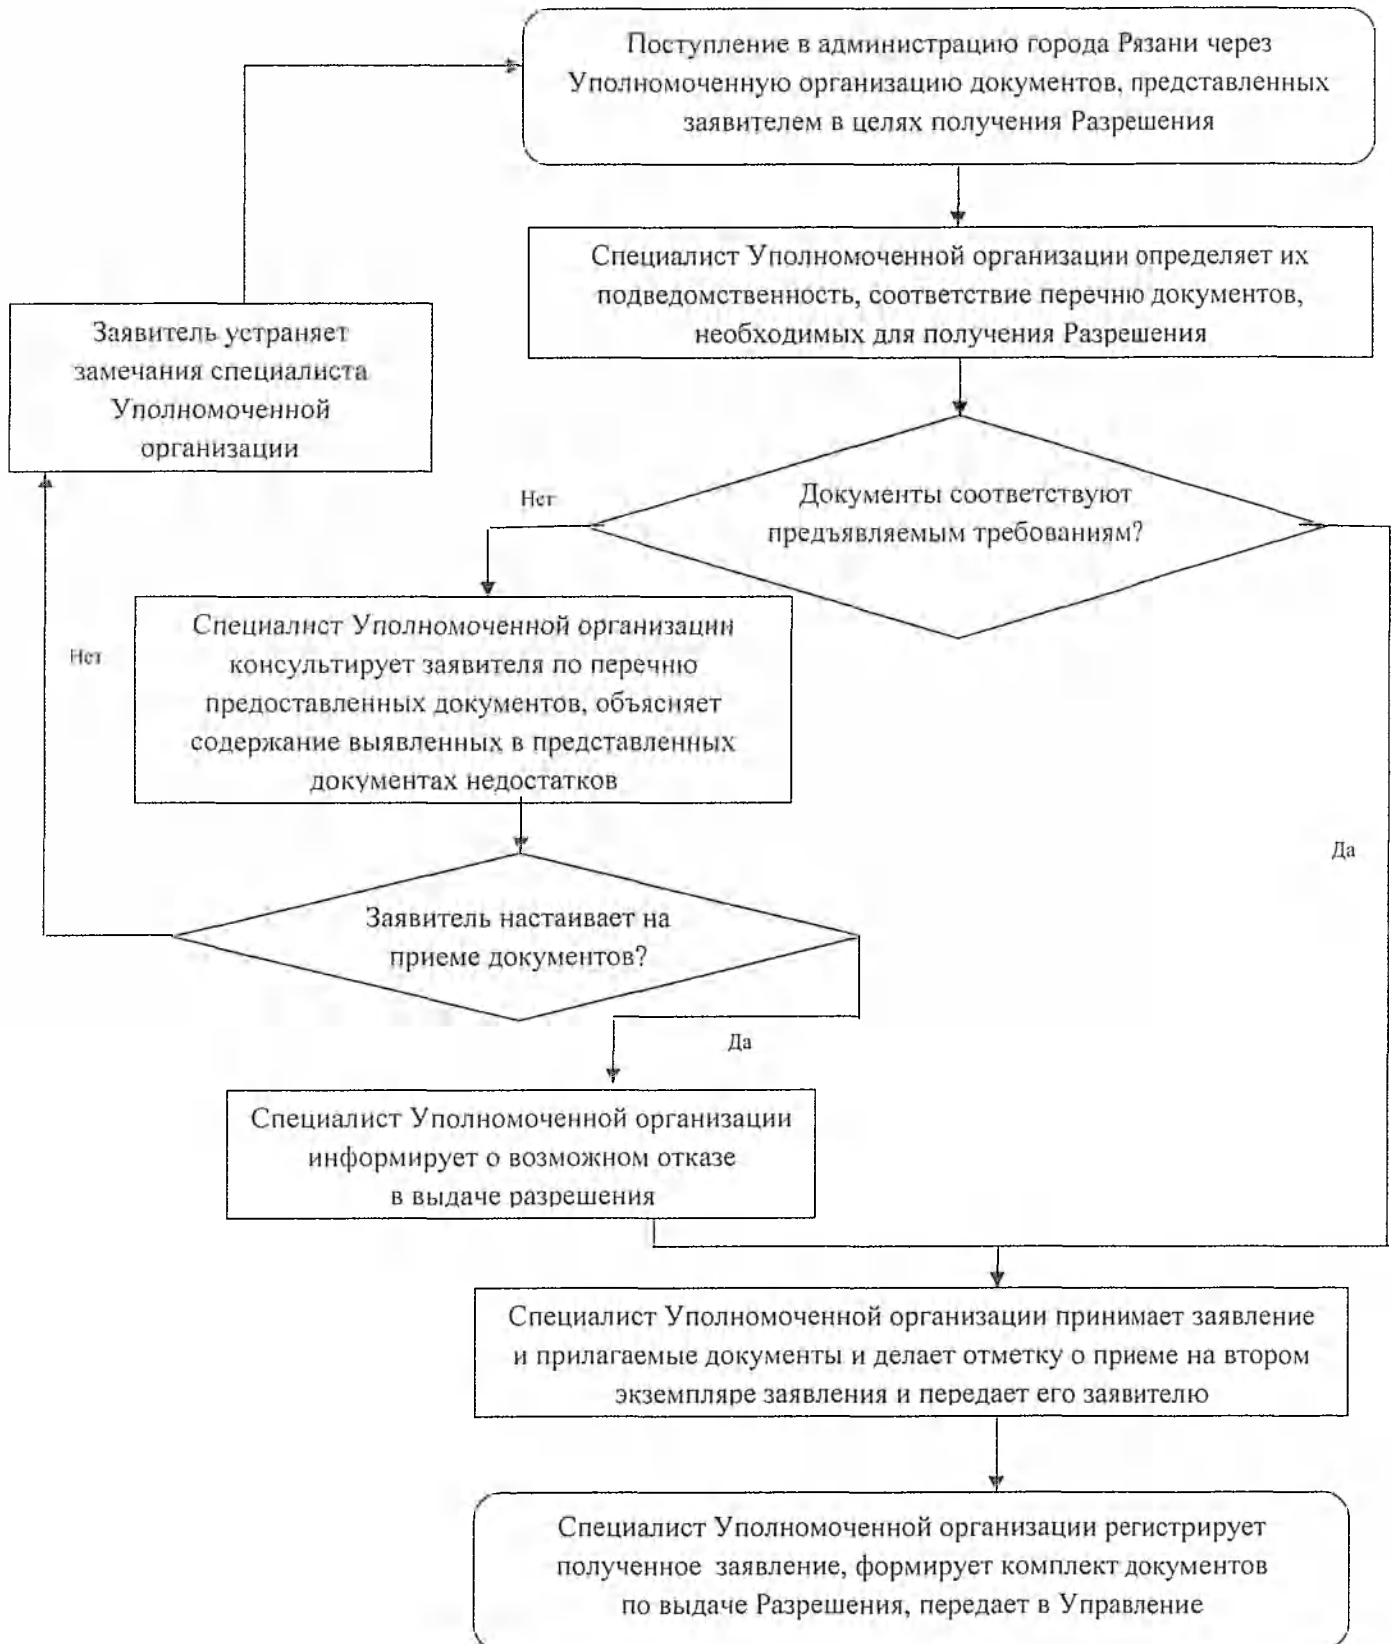 Поступление в администрацию города Рязани через
Уполномоченную организацию документов, представленных
заявителем в целях получения Разрешения
Специалист Уполномоченной организации определяет их
подведомственность, соответствие перечню документов,
необходимых для получения Разрешения
Заявитель устраняет
замечания специалиста
Уполномоченной
организации
Нет
Документы соответствуют
предъявляемым требованиям?
Специалист Уполномоченной организации
консультирует заявителя по перечню
предоставленных документов, объясняет
содержание выявленных в представленных
документах недостатков
Нет
Да
Заявитель настаивает на
приеме документов?
Да
Специалист Уполномоченной организации
информирует о возможном отказе
в выдаче разрешения
Специалист Уполномоченной организации принимает заявление
и прилагаемые документы и делает отметку о приеме на втором
экземпляре заявления и передает его заявителю
Специалист Уполномоченной организации регистрирует
полученное заявление, формирует комплект документов
по выдаче Разрешения, передает в Управление